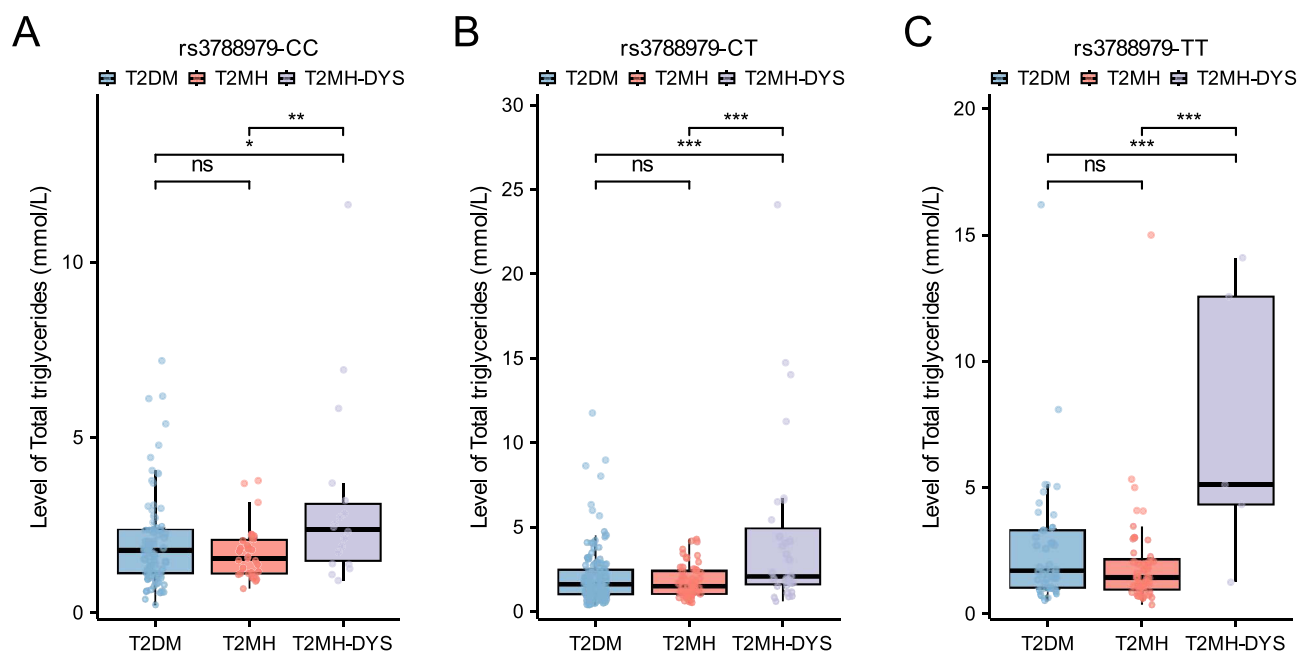 A
rs3788979-CC
T2DM T2MH T2MH-DYS
Level of Total triglycerides (mmol/L)
10
5
0
**
*
ns
T2DM T2MH T2MH-DYS
B
rs3788979-CT
T2DM T2MH T2MH-DYS
Level of Total triglycerides (mmol/L)
30
25
20
15
10
5
0
***
***
ns
T2DM T2MH T2MH-DYS
C
rs3788979-TT
T2DM T2MH T2MH-DYS
Level of Total triglycerides (mmol/L)
20
15
10
5
0
***
***
ns
T2DM T2MH T2MH-DYS